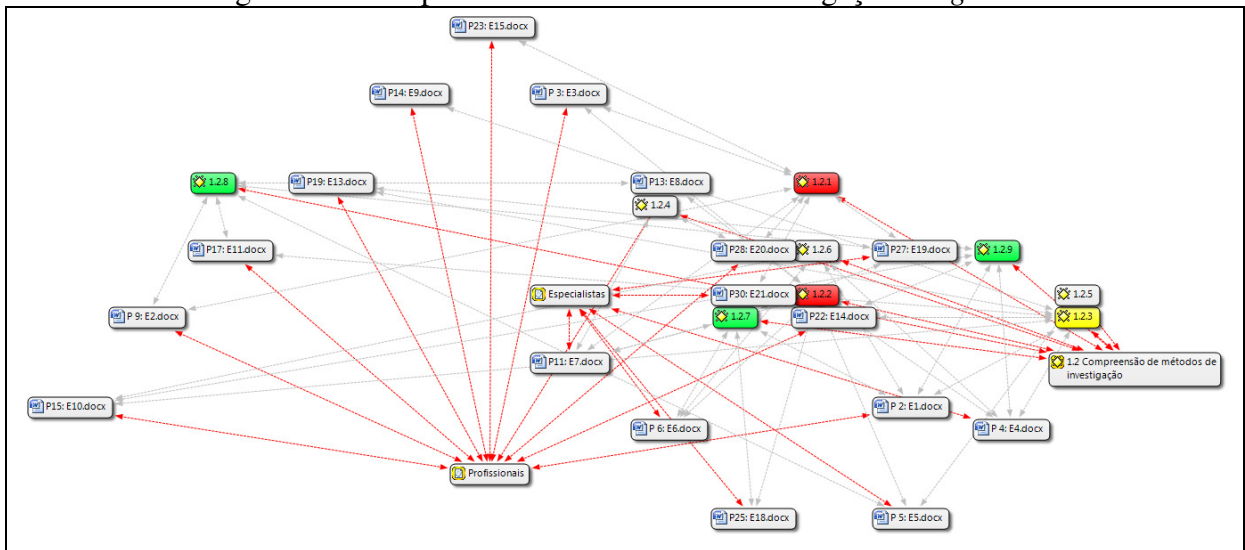 P23: E15.docx
P14: E9.docx
P 3: E3.docx
1.2.8
P19: E13.docx
P13: E8.docx
1.2.1
1.2.4
P17: E11.docx
P28: E20.docx
1.2.6
P27: E19.docx
1.2.9
Especialistas
P30: E21.docx
1.2.2
1.2.5
P 9: E2.docx
1.2.7
P22: E14.docx
1.2.3
P11: E7.docx
1.2 Compreensão de métodos de
investigação
P15: E10.docx
P 2: E1.docx
P 6: E6.docx
P 4: E4.docx
Profissionais
P25: E18.docx
P 5: E5.docx